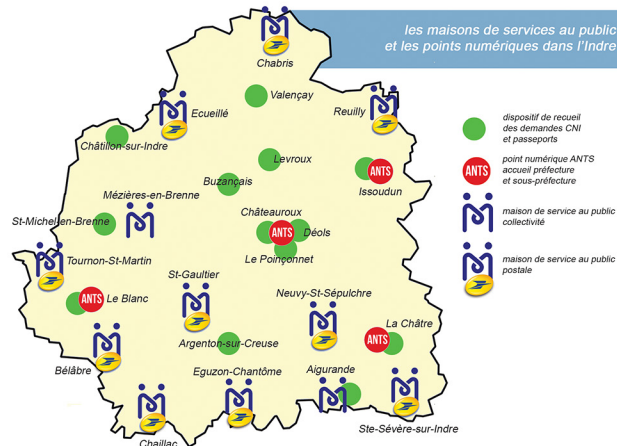 les maisons de services au public
et les points numériques dans l'Indre
Chabris
Valençay
Ecueillé
Reuilly
Châtillon-sur-Indre
Levroux
Buzançais
ANTS
Issoudun
Mézières-en-Brenne
St-Michel-en-Brenne
Châteauroux
ANTS
Déols
Le Poinçonnet
Tournon-St-Martin
St-Gaultier
Neuvy-St-Sépulchre
ANTS
Le Blanc
La Châtre
ANTS
Argenton-sur-Creuse
Bélâbre
Eguzon-Chantôme
Aigurande
Chaillac
Ste-Sévère-sur-Indre
dispositif de recueil
des demandes CNI
et passeports
ANTS
point numérique ANTS
accueil préfecture
et sous-préfecture
maison de service au public
collectivité
maison de service au public
postale